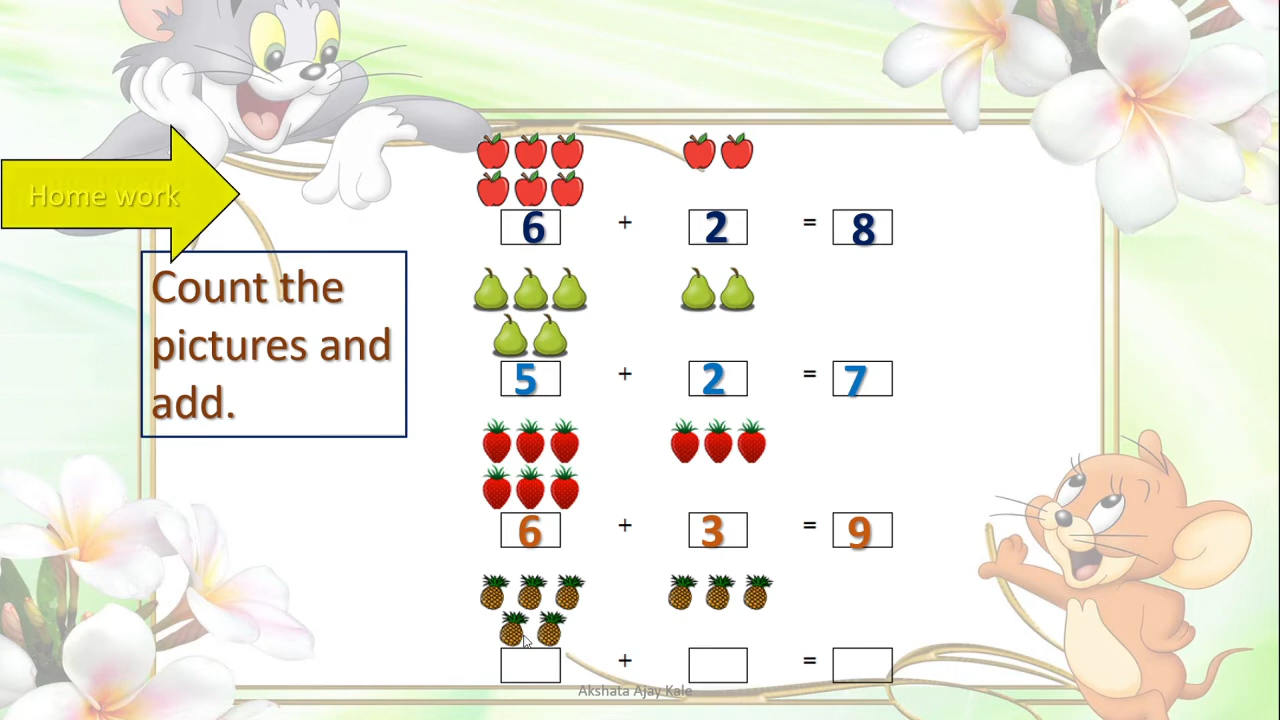 Home work
Count the
pictures and
add.
6 + 2 = 8
5 + 2 = 7
6 + 3 = 9
+ =
Akshata Ajay Kale